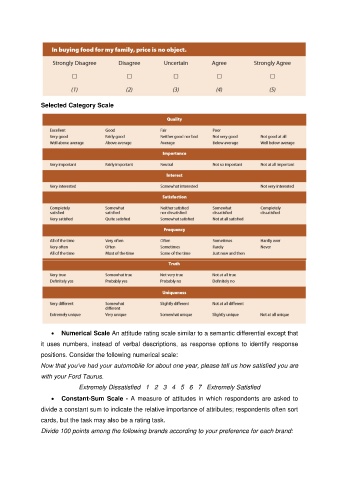 In buying food for my family, price is no object.
Strongly Disagree Disagree Uncertain Agree Strongly Agree
☐ ☐ ☐ ☐ ☐
(1) (2) (3) (4) (5)
Selected Category Scale
Quality
Excellent Good Fair Poor
Very good Fairly good Neither good nor bad Not very good Not good at all
Well above average Above average Average Below average Well below average
Importance
Very important Fairly important Neutral Not so important Not at all important
Interest
Very interested Somewhat interested Not very interested
Satisfaction
Completely Somewhat Neither satisfied Somewhat Completely
satisfied satisfied nor dissatisfied dissatisfied dissatisfied
Very satisfied Quite satisfied Somewhat satisfied Not at all satisfied
Frequency
All of the time Very often Often Sometimes Hardly ever
Very often Often Sometimes Rarely Never
All of the time Most of the time Some of the time Just now and then
Truth
Very true Somewhat true Not very true Not at all true
Definitely yes Probably yes Probably no Definitely no
Uniqueness
Very different Somewhat Slightly different Not at all different
different
Extremely unique Very unique Somewhat unique Slightly unique Not at all unique
• Numerical Scale An attitude rating scale similar to a semantic differential except that
it uses numbers, instead of verbal descriptions, as response options to identify response
positions. Consider the following numerical scale:
Now that you've had your automobile for about one year, please tell us how satisfied you are
with your Ford Taurus.
Extremely Dissatisfied 1 2 3 4 5 6 7 Extremely Satisfied
• Constant-Sum Scale - A measure of attitudes in which respondents are asked to
divide a constant sum to indicate the relative importance of attributes; respondents often sort
cards, but the task may also be a rating task.
Divide 100 points among the following brands according to your preference for each brand: